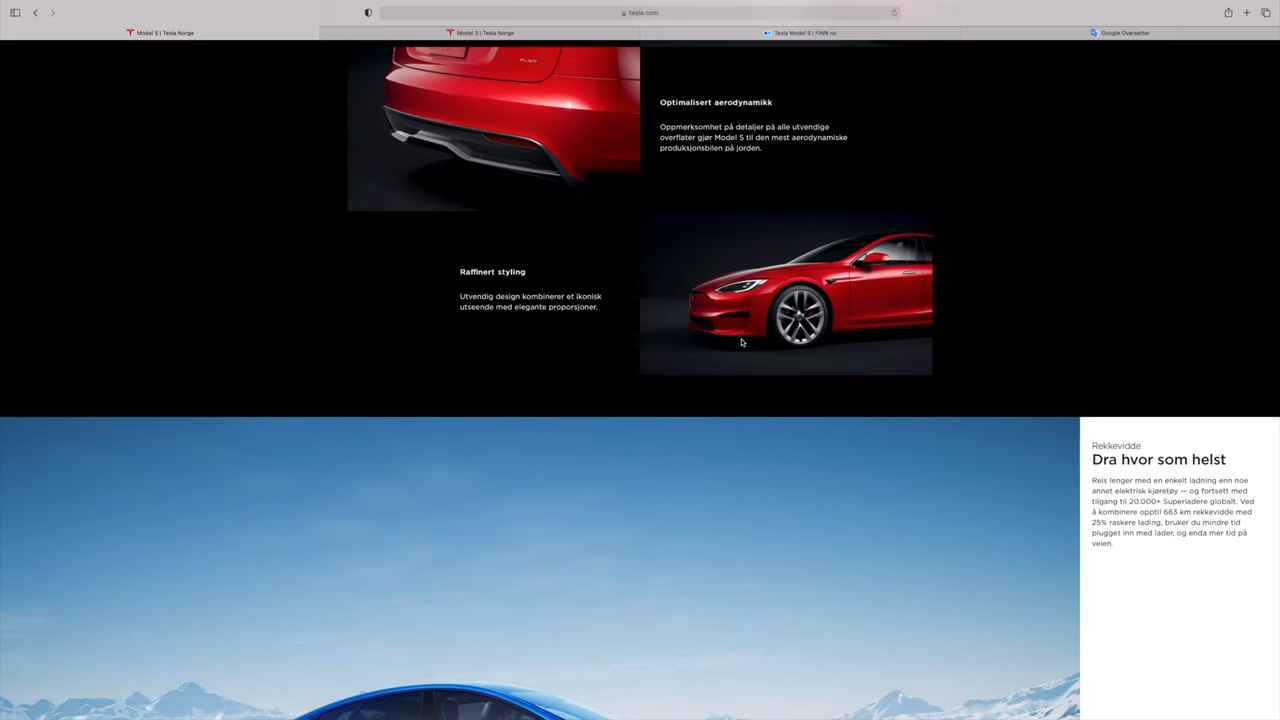 tesla.com
Model S | Tesla Norge
Model 3 | Tesla Norge
Tesla Model S | FINN.no
Google Oversetter
Optimalisert aerodynamikk
Oppmerksomhet på detaljer på alle utvendige
overflater gjør Model S til den mest aerodynamiske
produksjonsbilen på jorden.
Raffinert styling
Utvendig design kombinerer et ikonisk
utseende med elegante proporsjoner.
Rekkevidde
Dra hvor som helst
Reis lenger med en enkelt ladning enn noe
annet elektrisk kjøretøy — og fortsett med
tilgang til 20.000+ Superladere globalt. Ved
å kombinere opptil 663 km rekkevidde med
25% raskere lading, bruker du mindre tid
plugget inn med lader, og enda mer tid på
veien.